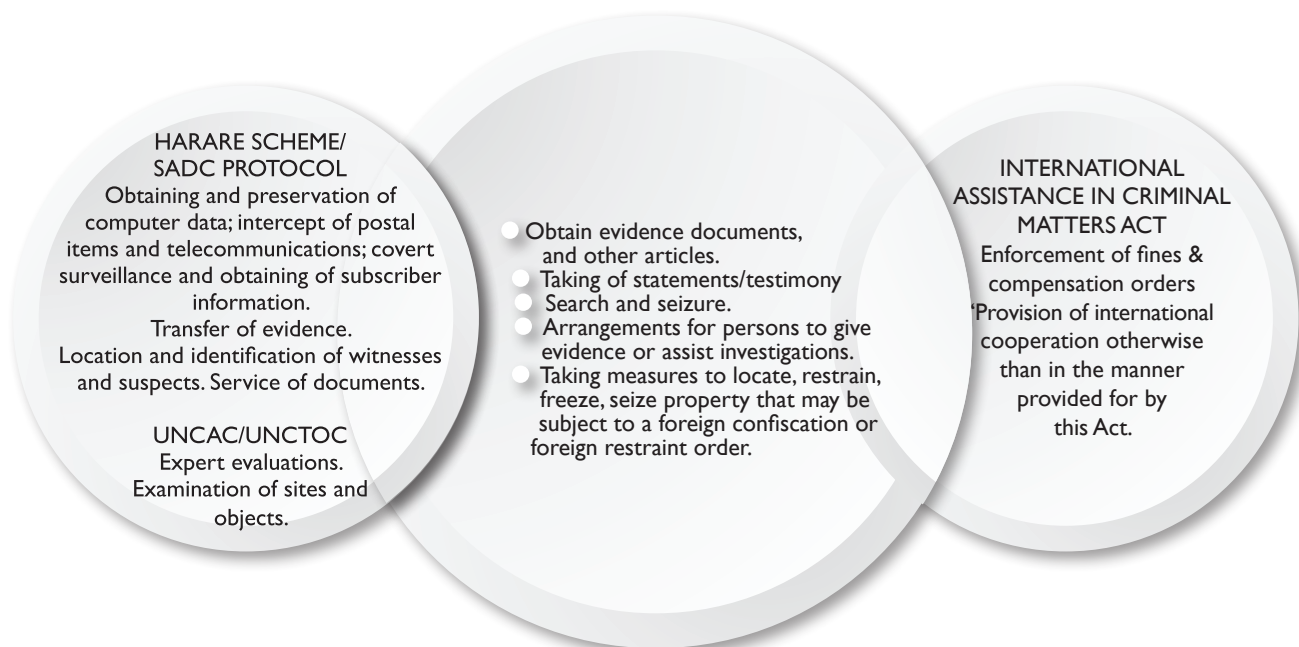 HARARE SCHEME/
SADC PROTOCOL
Obtaining and preservation of
computer data; intercept of postal
items and telecommunications; covert
surveillance and obtaining of subscriber
information.
Transfer of evidence.
Location and identification of witnesses
and suspects. Service of documents.
UNCAC/UNCTOC
Expert evaluations.
Examination of sites and
objects.
Obtain evidence documents,
and other articles.
Taking of statements/testimony
Search and seizure.
Arrangements for persons to give
evidence or assist investigations.
Taking measures to locate, restrain,
freeze, seize property that may be
subject to a foreign confiscation or
foreign restraint order.
INTERNATIONAL
ASSISTANCE IN CRIMINAL
MATTERS ACT
Enforcement of fines &
compensation orders
‘Provision of international
cooperation otherwise
than in the manner
provided for by
this Act.